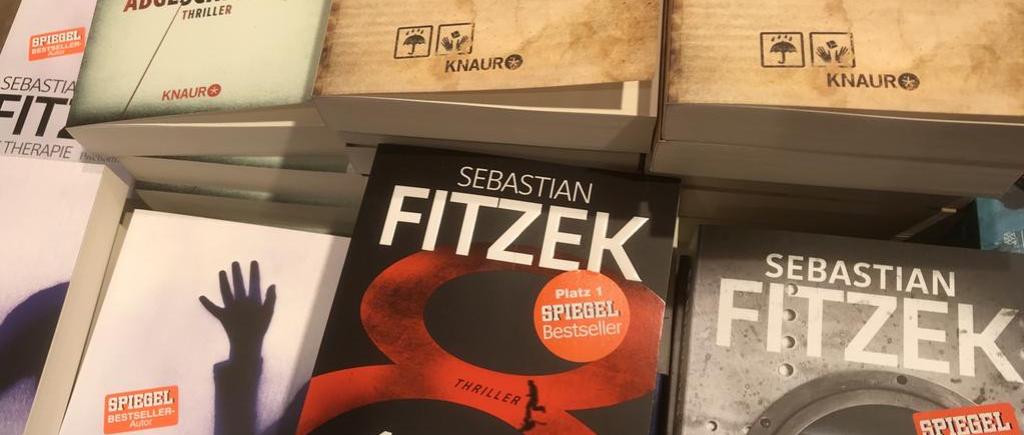 THRILLER
KNAUR
KNAUR
KNAUR
SPIEGEL
BESTSELLER-
Autor
SEBASTIAN
THERAPIE
Psychothriller
SPIEGEL
BESTSELLER-
Autor
SEBASTIAN
FITZEK
Platz 1
SPIEGEL
Bestseller
THRILLER
SEBASTIAN
FITZEK
SPIEGEL